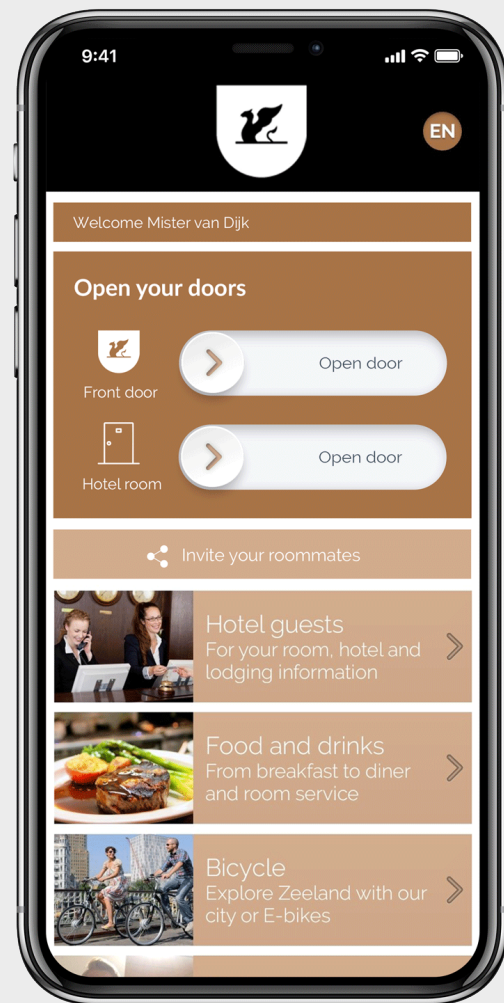 9:41
EN
Welcome Mister van Dijk
Open your doors
Front door
Open door
Hotel room
Open door
Invite your roommates
Hotel guests
For your room, hotel and
lodging information
Food and drinks
From breakfast to diner
and room service
Bicycle
Explore Zeeland with our
city or E-bikes